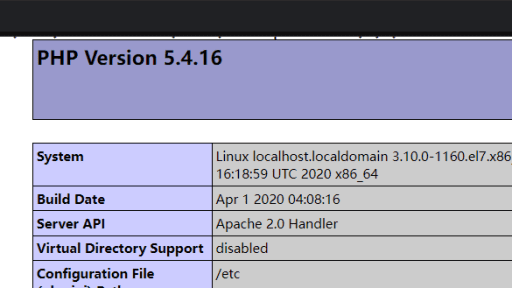 PHP Version 5.4.16
System Linux localhost.localdomain 3.10.0-1160.el7.x86
16:18:59 UTC 2020 x86_64
Build Date Apr 1 2020 04:08:16
Server API Apache 2.0 Handler
Virtual Directory Support disabled
Configuration File /etc